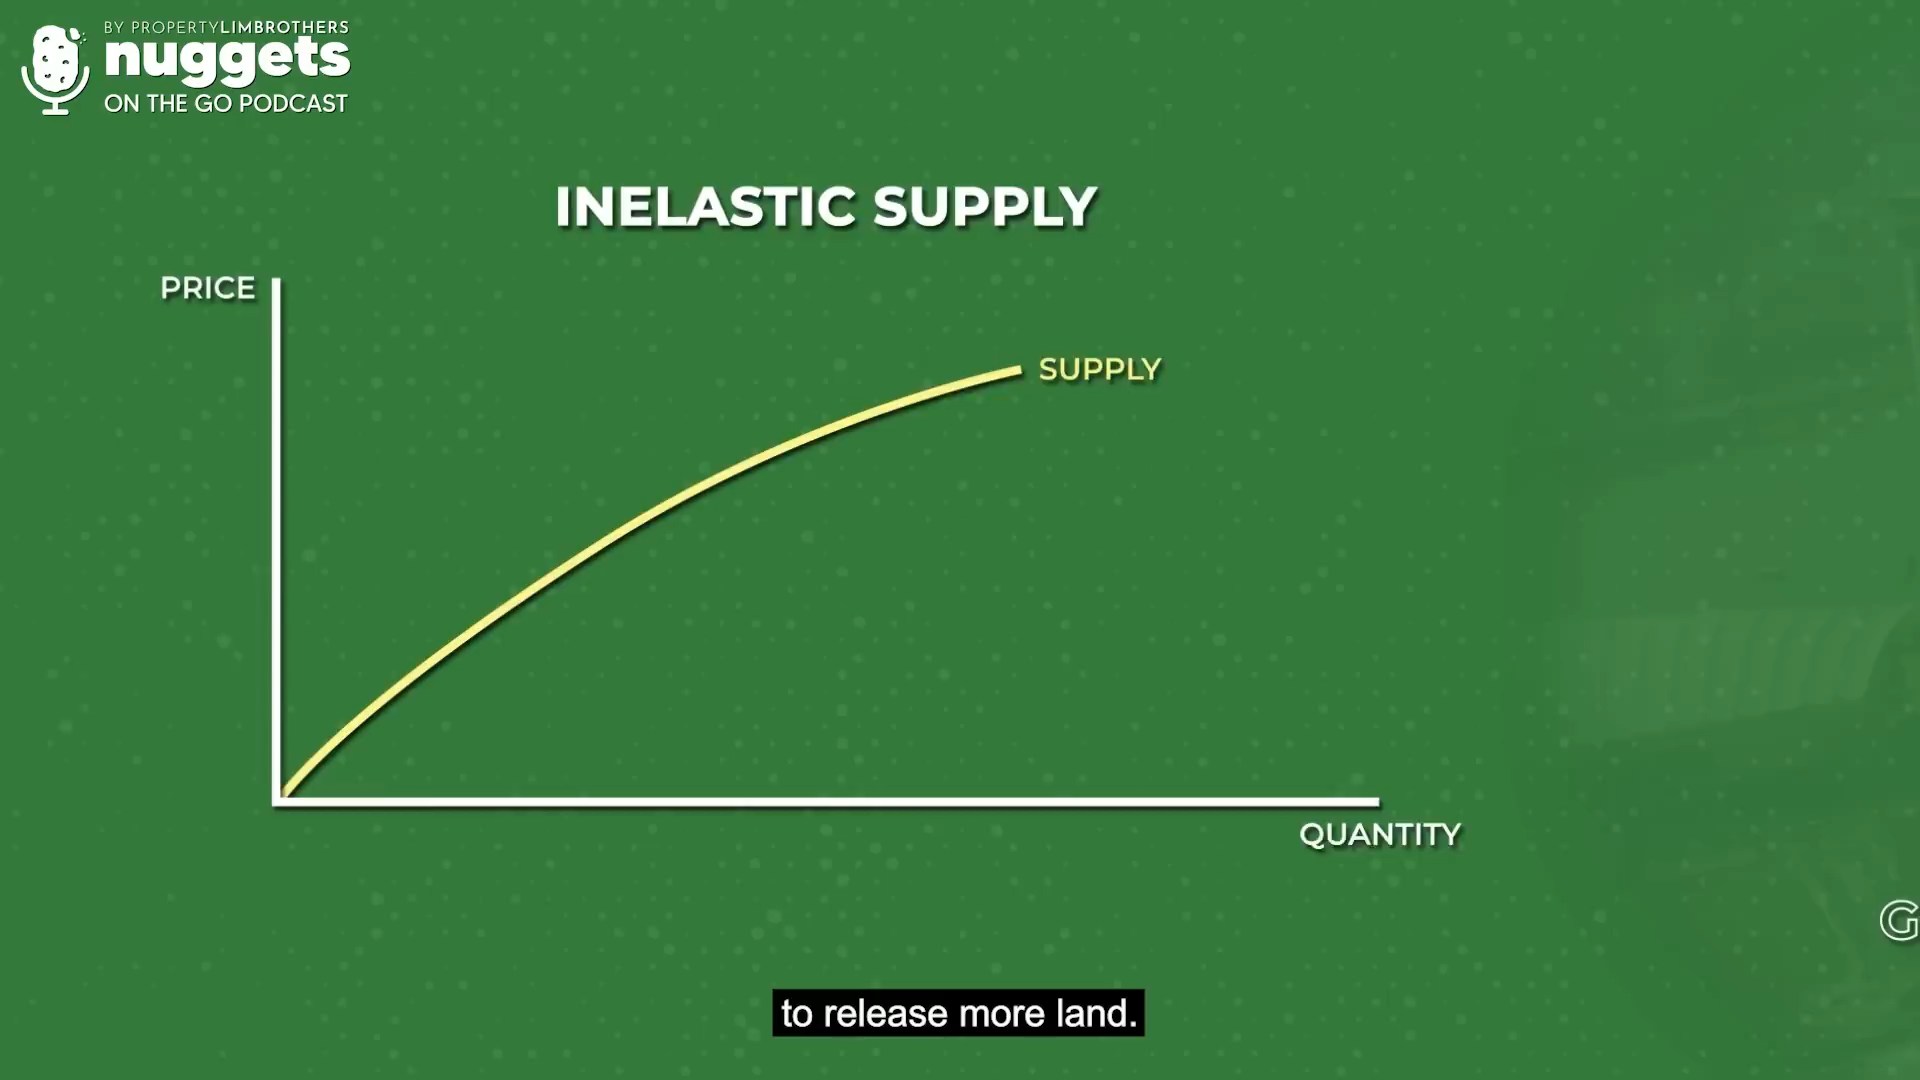 BY PROPERTYLIMBROTHERS
nuggets
ON THE GO PODCAST
INELASTIC SUPPLY
PRICE
SUPPLY
QUANTITY
G
to release more land.